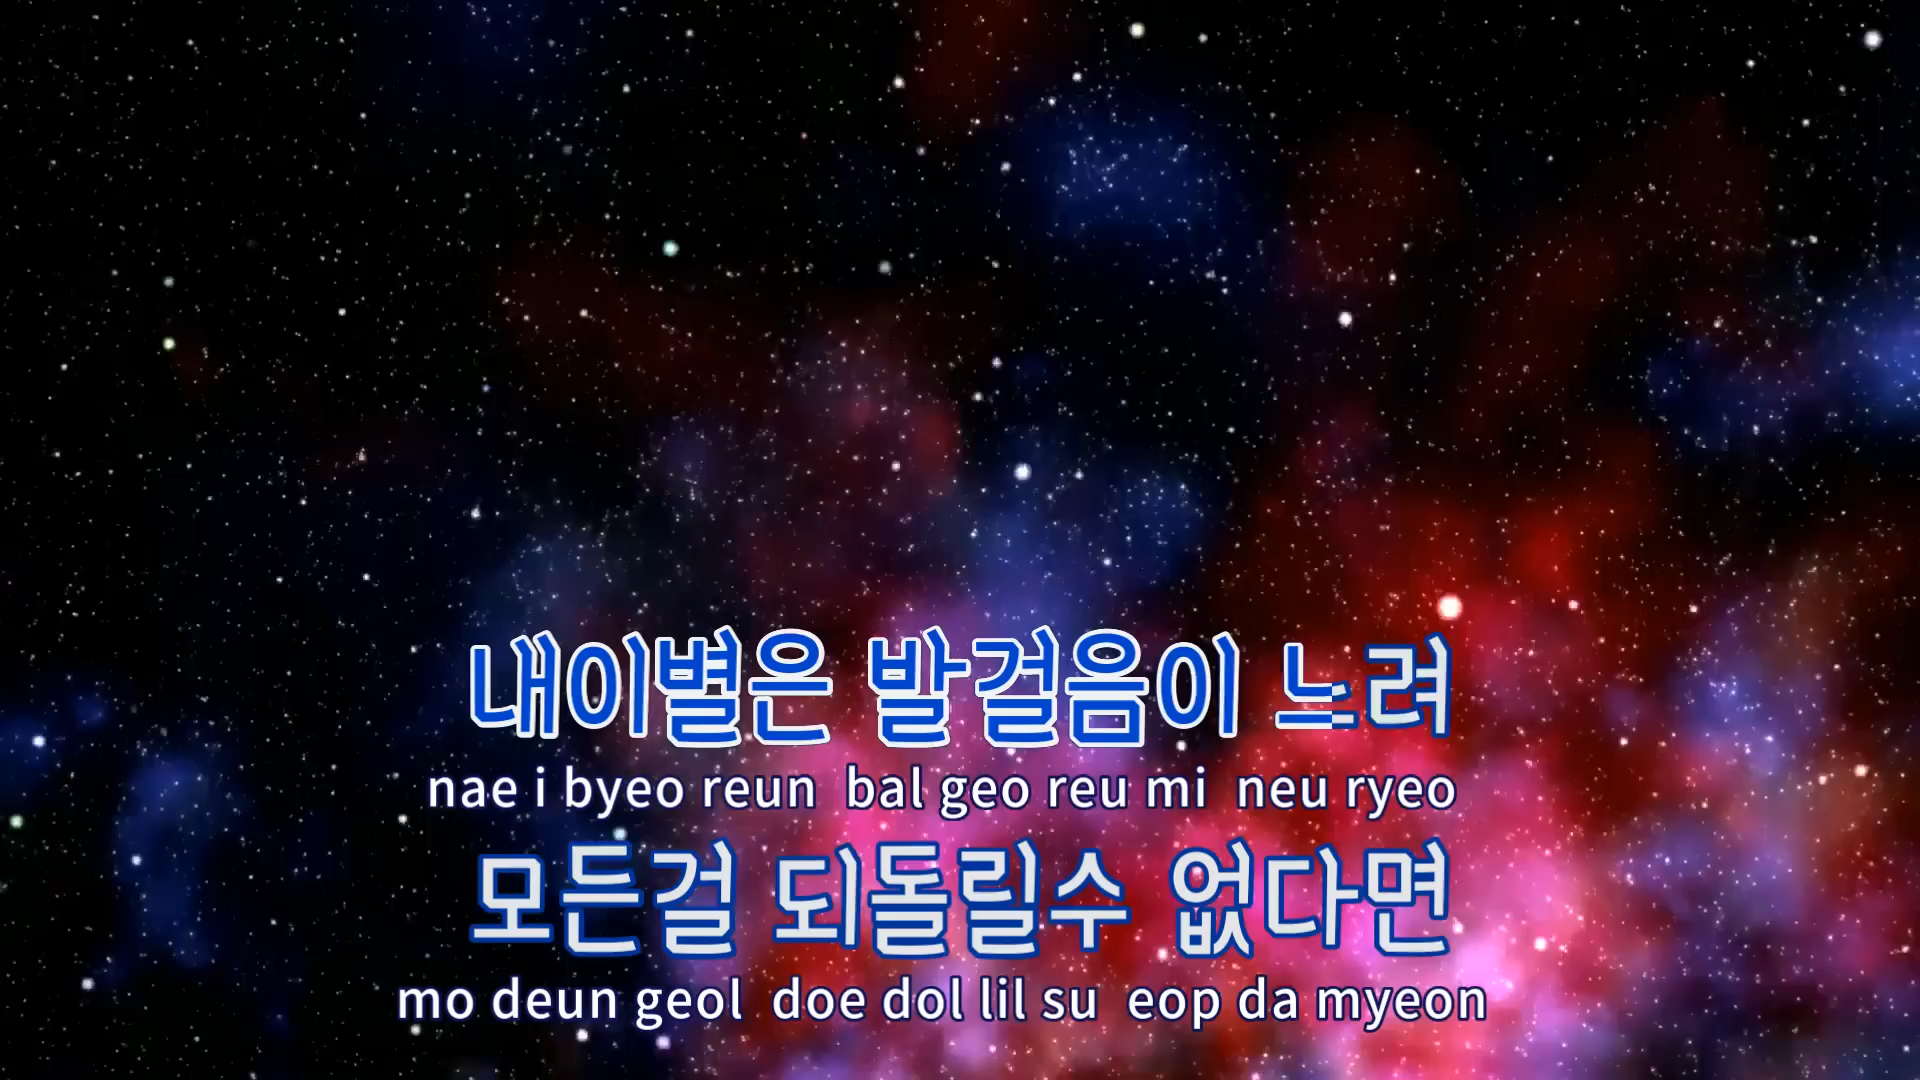 내이별은 발걸음이 느려
nae i byeo reun bal geo reu mi neu ryeo
모든걸 되돌릴수 없다면
mo deun geol doe dol lil su eop da myeon